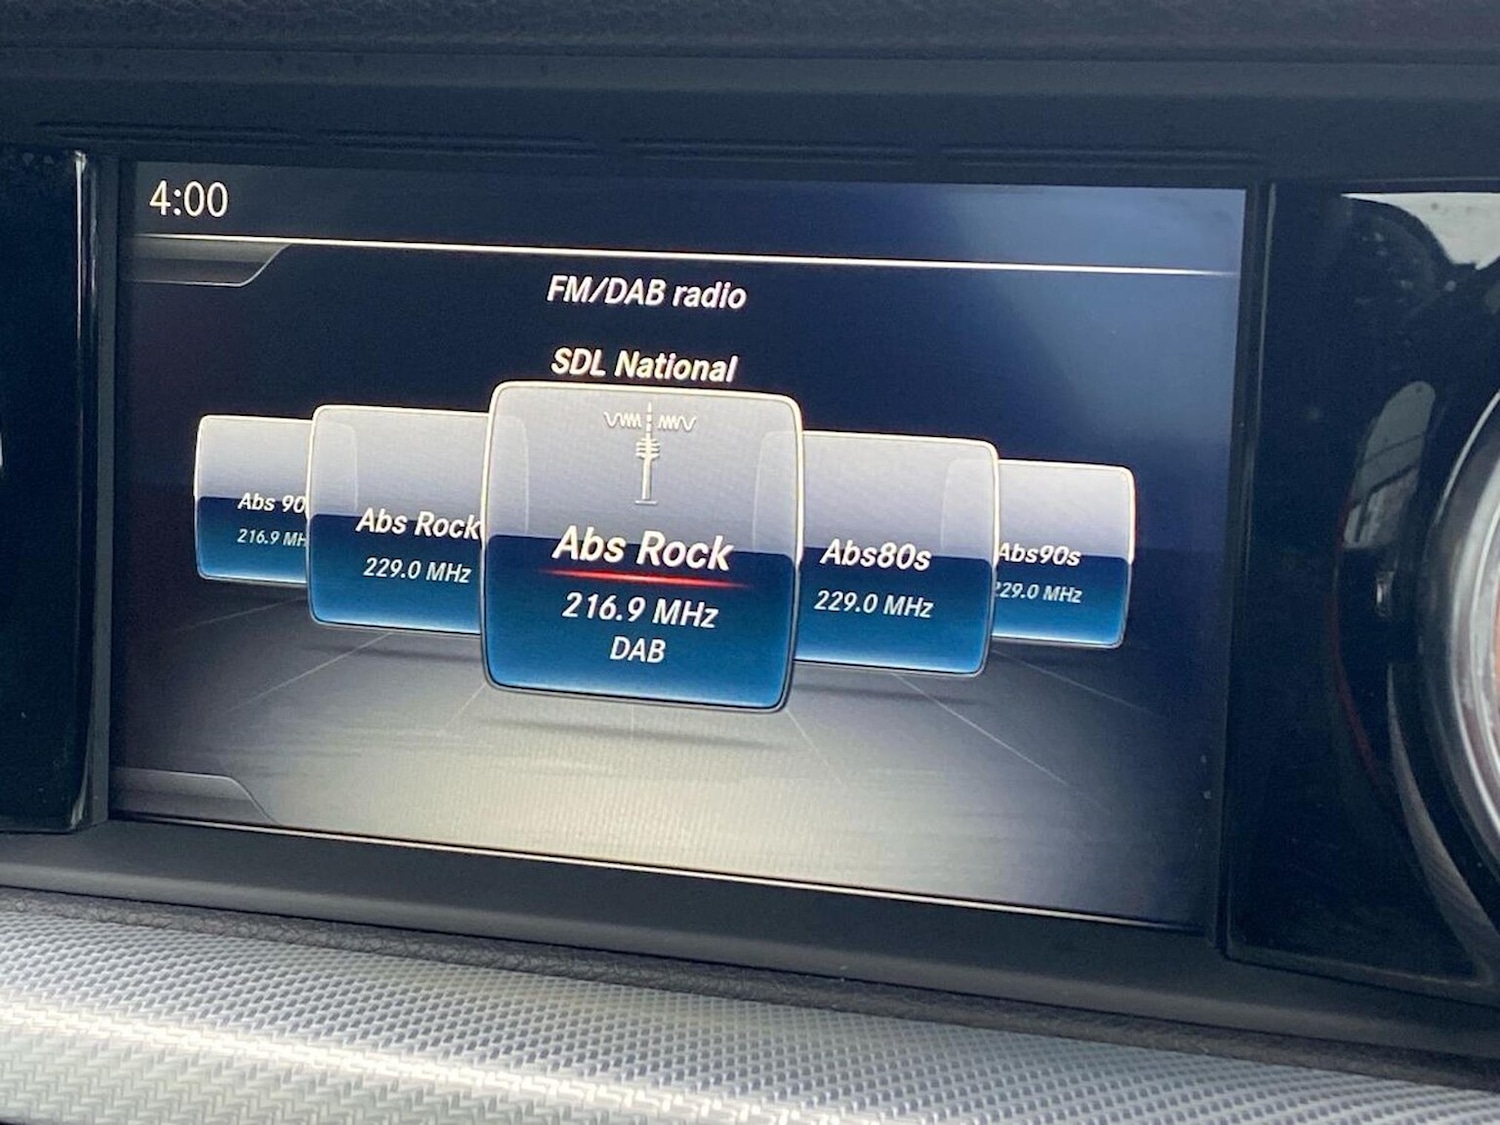 4:00
FM/DAB radio
SDL National
Abs 90
216.9 MH
Abs Rock
229.0 MHz
Abs Rock
216.9 MHz
DAB
Abs80s
229.0 MHz
Abs90s
229.0 MHz